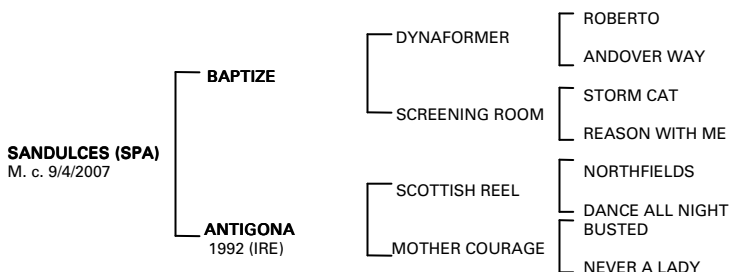 ROBERTO
DYNAFORMER
ANDOVER WAY
BAPTIZE
STORM CAT
SCREENING ROOM
REASON WITH ME
SANDULCES (SPA)
M. c. 9/4/2007
NORTHFIELDS
SCOTTISH REEL
DANCE ALL NIGHT
ANTIGONA
1992 (IRE)
BUSTED
MOTHER COURAGE
NEVER A LADY